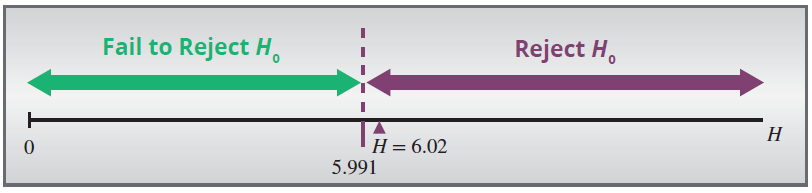 Fail to Reject H₀
Reject H₀
0
H
H = 6.02
5.991